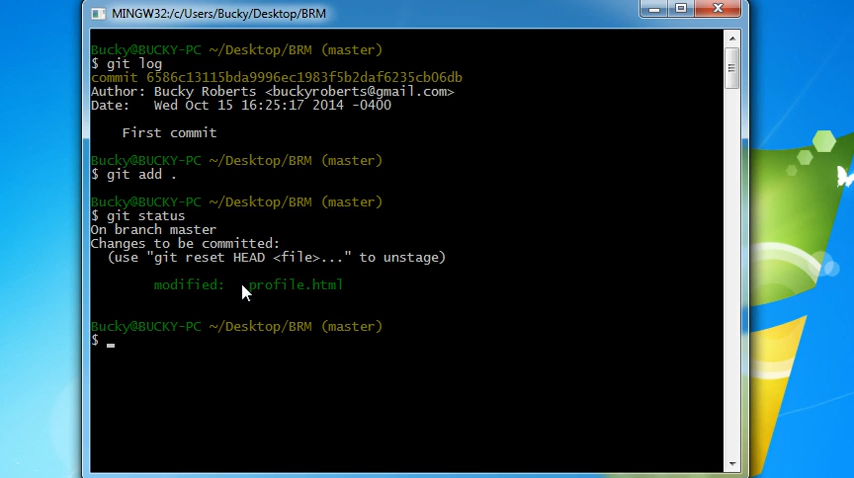 MINGW32:/c/Users/Bucky/Desktop/BRM
Bucky@BUCKY-PC ~/Desktop/BRM (master)
$ git log
commit 6586c13115bda9996ec1983f5b2daf6235cb06db
Author: Bucky Roberts <buckyroberts@gmail.com>
Date:   Wed Oct 15 16:25:17 2014 -0400
First commit
Bucky@BUCKY-PC ~/Desktop/BRM (master)
$ git add .
Bucky@BUCKY-PC ~/Desktop/BRM (master)
$ git status
On branch master
Changes to be committed:
(use "git reset HEAD <file>..." to unstage)
modified:   profile.html
Bucky@BUCKY-PC ~/Desktop/BRM (master)
$ _